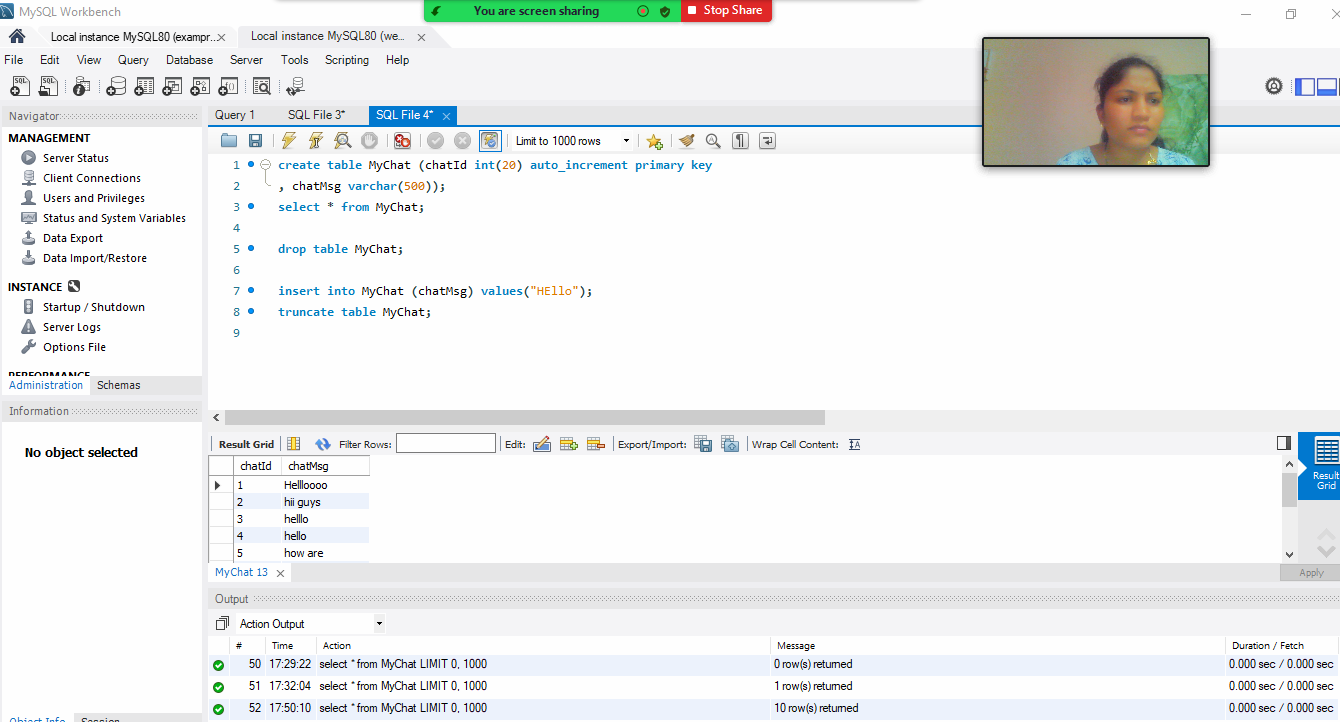 MySQL Workbench
You are screen sharing
Stop Share
Local instance MySQL80 (exampr...
Local instance MySQL80 (we...
File Edit View Query Database Server Tools Scripting Help
Navigator
MANAGEMENT
Server Status
Client Connections
Users and Privileges
Status and System Variables
Data Export
Data Import/Restore
INSTANCE
Startup / Shutdown
Server Logs
Options File
PERFORMANCE
Administration Schemas
Information
No object selected
Object Info Session
Query 1 SQL File 3* SQL File 4*
Limit to 1000 rows
1 create table MyChat (chatId int(20) auto_increment primary key
2 , chatMsg varchar(500));
3 select * from MyChat;
4
5 drop table MyChat;
6
7 insert into MyChat (chatMsg) values("HEllo");
8 truncate table MyChat;
9
Result Grid Filter Rows: Edit: Export/Import: Wrap Cell Content:
chatId chatMsg
1 Hellloooo
2 hii guys
3 helllo
4 hello
5 how are
Result
Grid
MyChat 13
Apply
Output
Action Output
# Time Action Message Duration / Fetch
50 17:29:22 select * from MyChat LIMIT 0, 1000 0 row(s) returned 0.000 sec / 0.000 sec
51 17:32:04 select * from MyChat LIMIT 0, 1000 1 row(s) returned 0.000 sec / 0.000 sec
52 17:50:10 select * from MyChat LIMIT 0, 1000 10 row(s) returned 0.000 sec / 0.000 sec